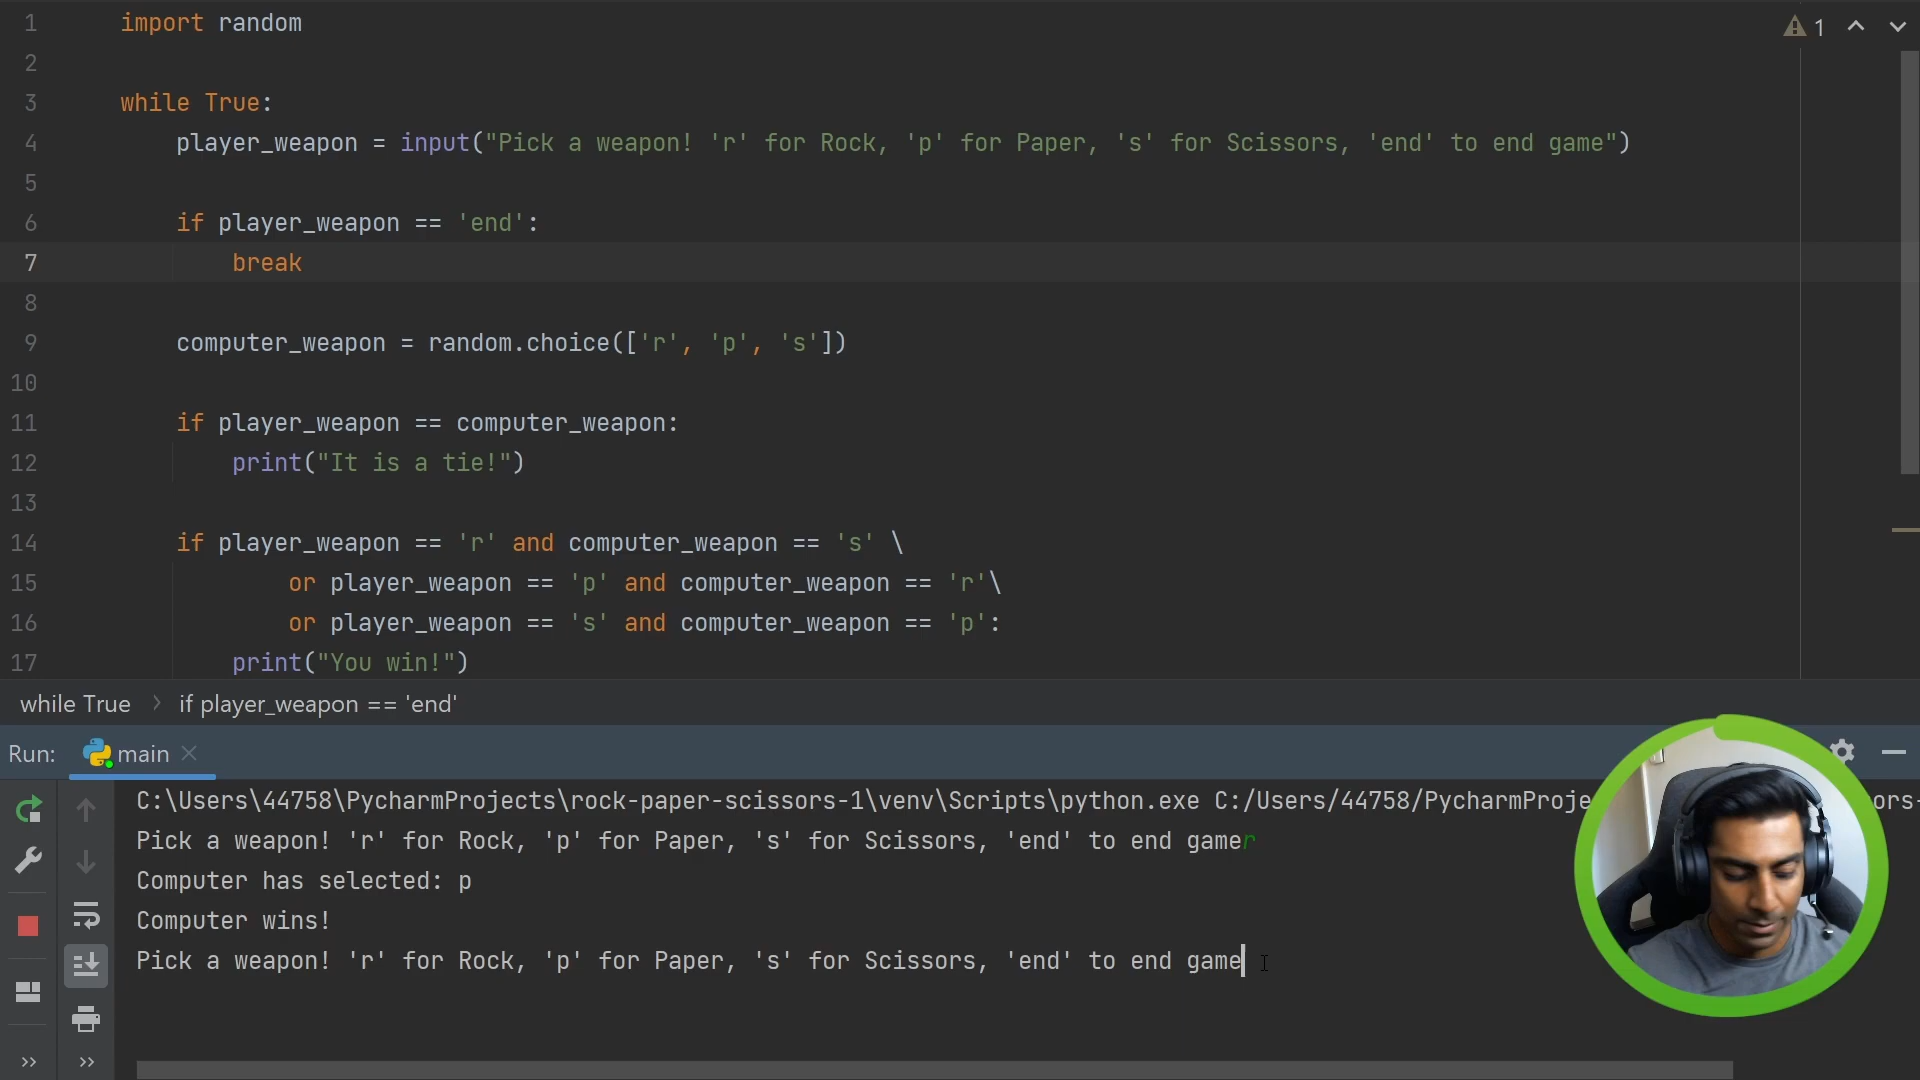 1 import random
2
3 while True:
4 player_weapon = input("Pick a weapon! 'r' for Rock, 'p' for Paper, 's' for Scissors, 'end' to end game")
5
6 if player_weapon == 'end':
7 break
8
9 computer_weapon = random.choice(['r', 'p', 's'])
10
11 if player_weapon == computer_weapon:
12 print("It is a tie!")
13
14 if player_weapon == 'r' and computer_weapon == 's' \
15 or player_weapon == 'p' and computer_weapon == 'r'\
16 or player_weapon == 's' and computer_weapon == 'p':
17 print("You win!")
1
while True > if player_weapon == 'end'
Run: main
C:\Users\44758\PycharmProjects\rock-paper-scissors-1\venv\Scripts\python.exe C:/Users/44758/PycharmProje ors-
Pick a weapon! 'r' for Rock, 'p' for Paper, 's' for Scissors, 'end' to end gamer
Computer has selected: p
Computer wins!
Pick a weapon! 'r' for Rock, 'p' for Paper, 's' for Scissors, 'end' to end game